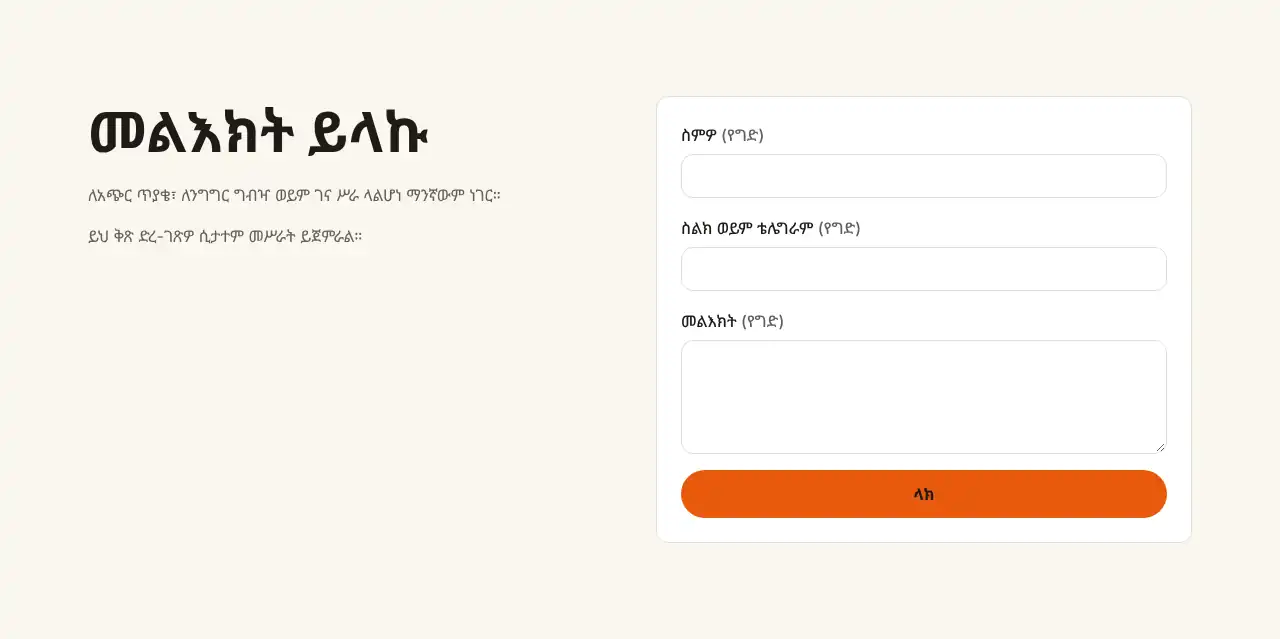 መልእክት ይላኩ
ለአጭር ጥያቄ፣ ለንግግር ግብዣ ወይም ገና ሥራ ላልሆነ ማንኛውም ነገር።
ይህ ቅጽ ድረ-ገጽዎ ሲታተም መሥራት ይጀምራል።
ስምዎ (የግድ)
ስልክ ወይም ቴሌግራም (የግድ)
መልእክት (የግድ)
ላክ